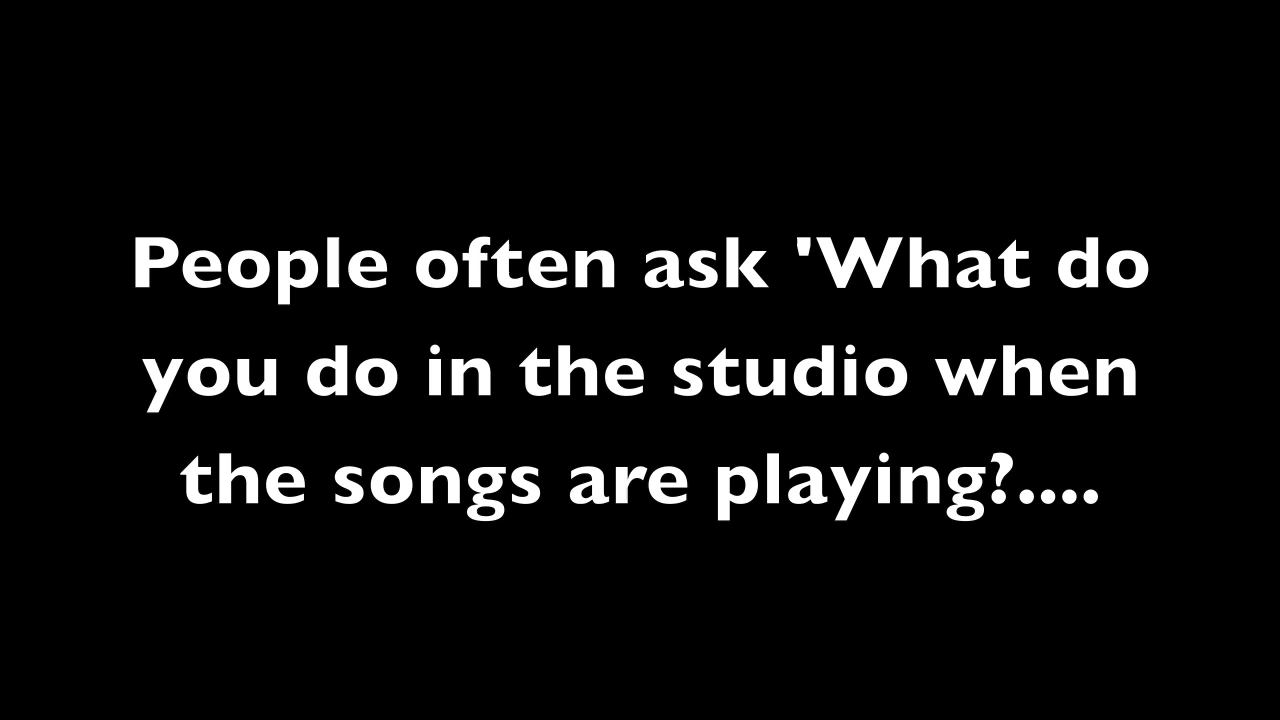 People often ask 'What do
you do in the studio when
the songs are playing?....